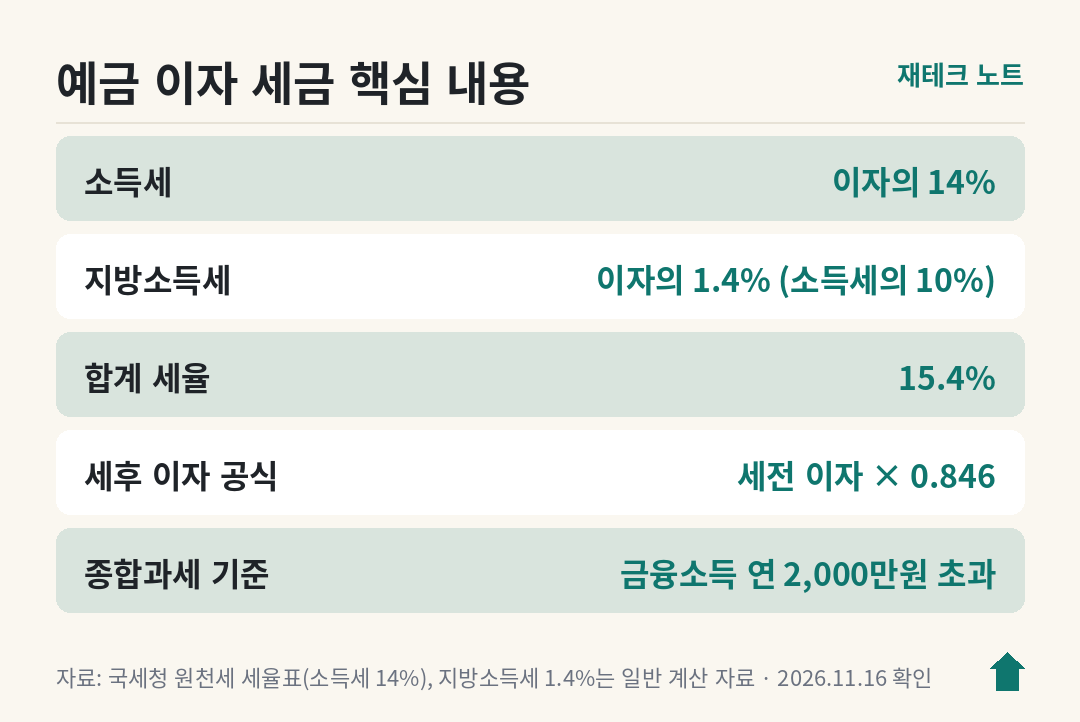 예금 이자 세금 핵심 내용
재테크 노트
소득세 이자의 14%
지방소득세 이자의 1.4% (소득세의 10%)
합계 세율 15.4%
세후 이자 공식 세전 이자 × 0.846
종합과세 기준 금융소득 연 2,000만원 초과
자료: 국세청 원천세 세율표(소득세 14%), 지방소득세 1.4%는 일반 계산 자료 · 2026.11.16 확인